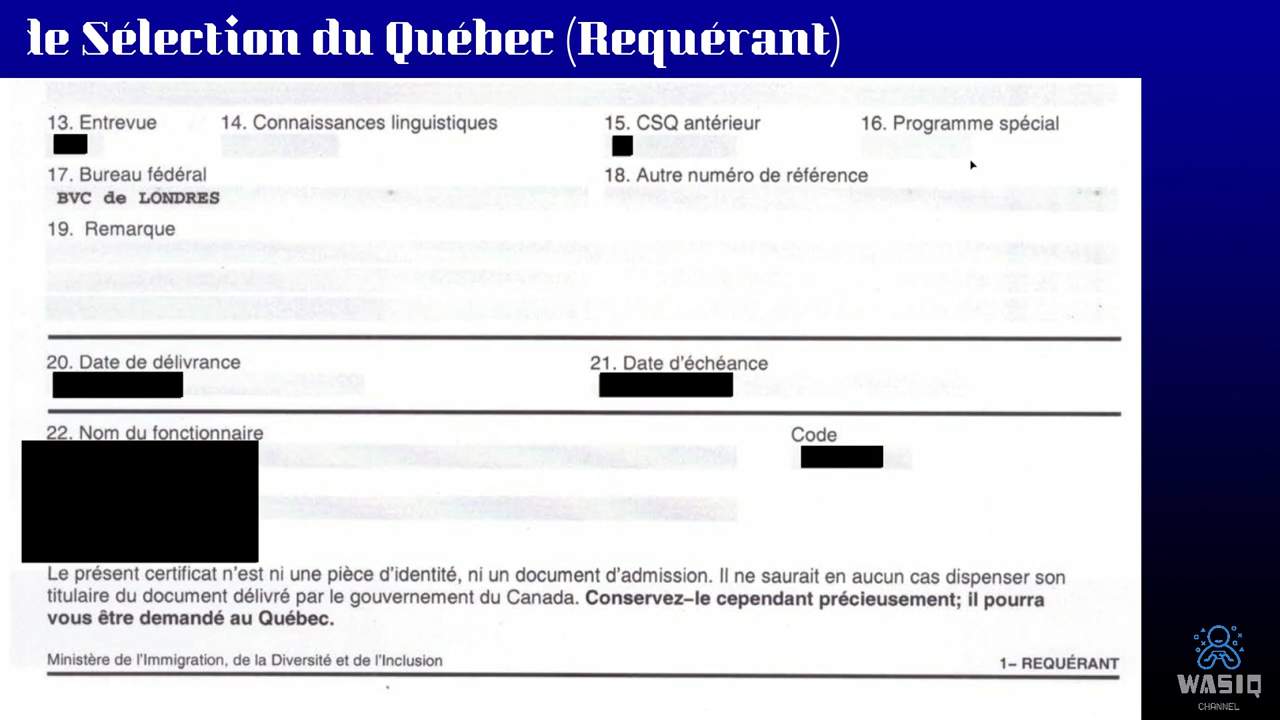 le Sélection du Québec (Requérant)
13. Entrevue 14. Connaissances linguistiques 15. CSQ antérieur 16. Programme spécial
17. Bureau fédéral 18. Autre numéro de référence
BVC de LONDRES
19. Remarque
20. Date de délivrance 21. Date d'échéance
22. Nom du fonctionnaire Code
Le présent certificat n'est ni une pièce d'identité, ni un document d'admission. Il ne saurait en aucun cas dispenser son
titulaire du document délivré par le gouvernement du Canada. Conservez–le cependant précieusement; il pourra
vous être demandé au Québec.
Ministère de l'Immigration, de la Diversité et de l'Inclusion 1– REQUÉRANT
WASIQ
CHANNEL